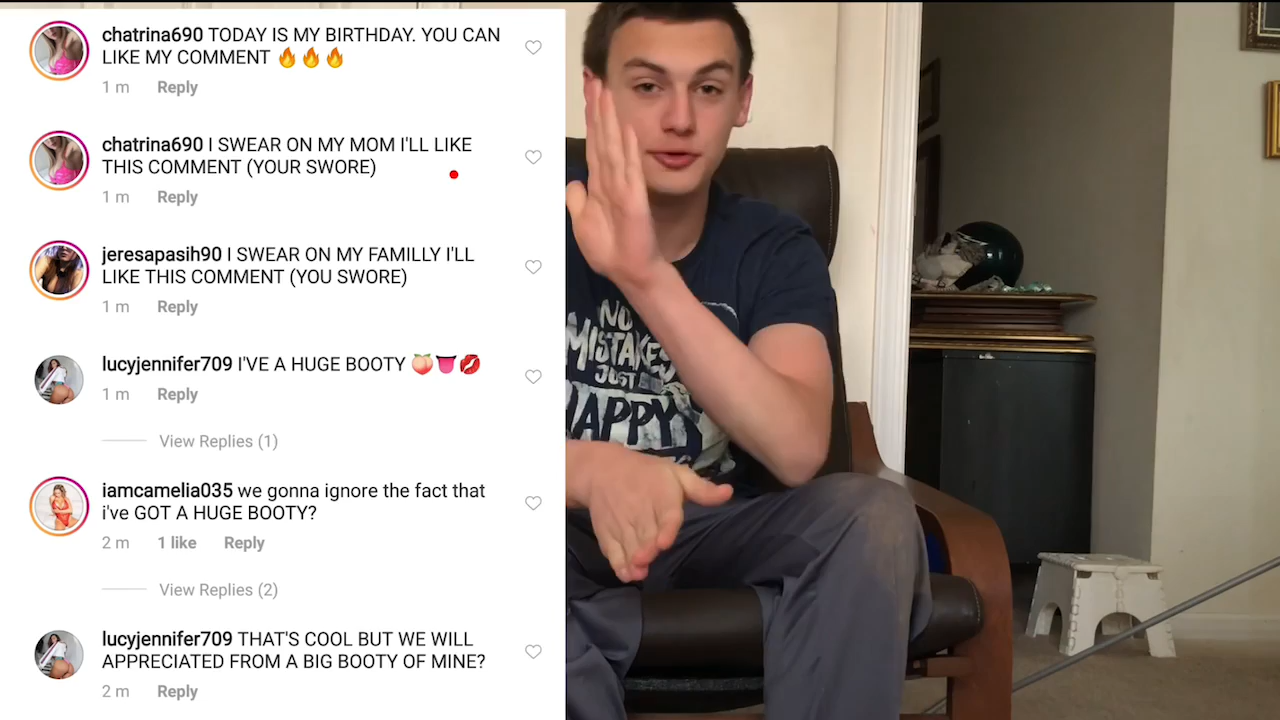 chatrina690 TODAY IS MY BIRTHDAY. YOU CAN
LIKE MY COMMENT 🔥🔥🔥
1 m Reply
chatrina690 I SWEAR ON MY MOM I'LL LIKE
THIS COMMENT (YOUR SWORE)
1 m Reply
jeresapasih90 I SWEAR ON MY FAMILLY I'LL
LIKE THIS COMMENT (YOU SWORE)
1 m Reply
lucyjennifer709 I'VE A HUGE BOOTY 🍑👅💋
1 m Reply
View Replies (1)
iamcamelia035 we gonna ignore the fact that
i've GOT A HUGE BOOTY?
2 m 1 like Reply
View Replies (2)
lucyjennifer709 THAT'S COOL BUT WE WILL
APPRECIATED FROM A BIG BOOTY OF MINE?
2 m Reply
NO
MISTAKES
JUST
HAPPY